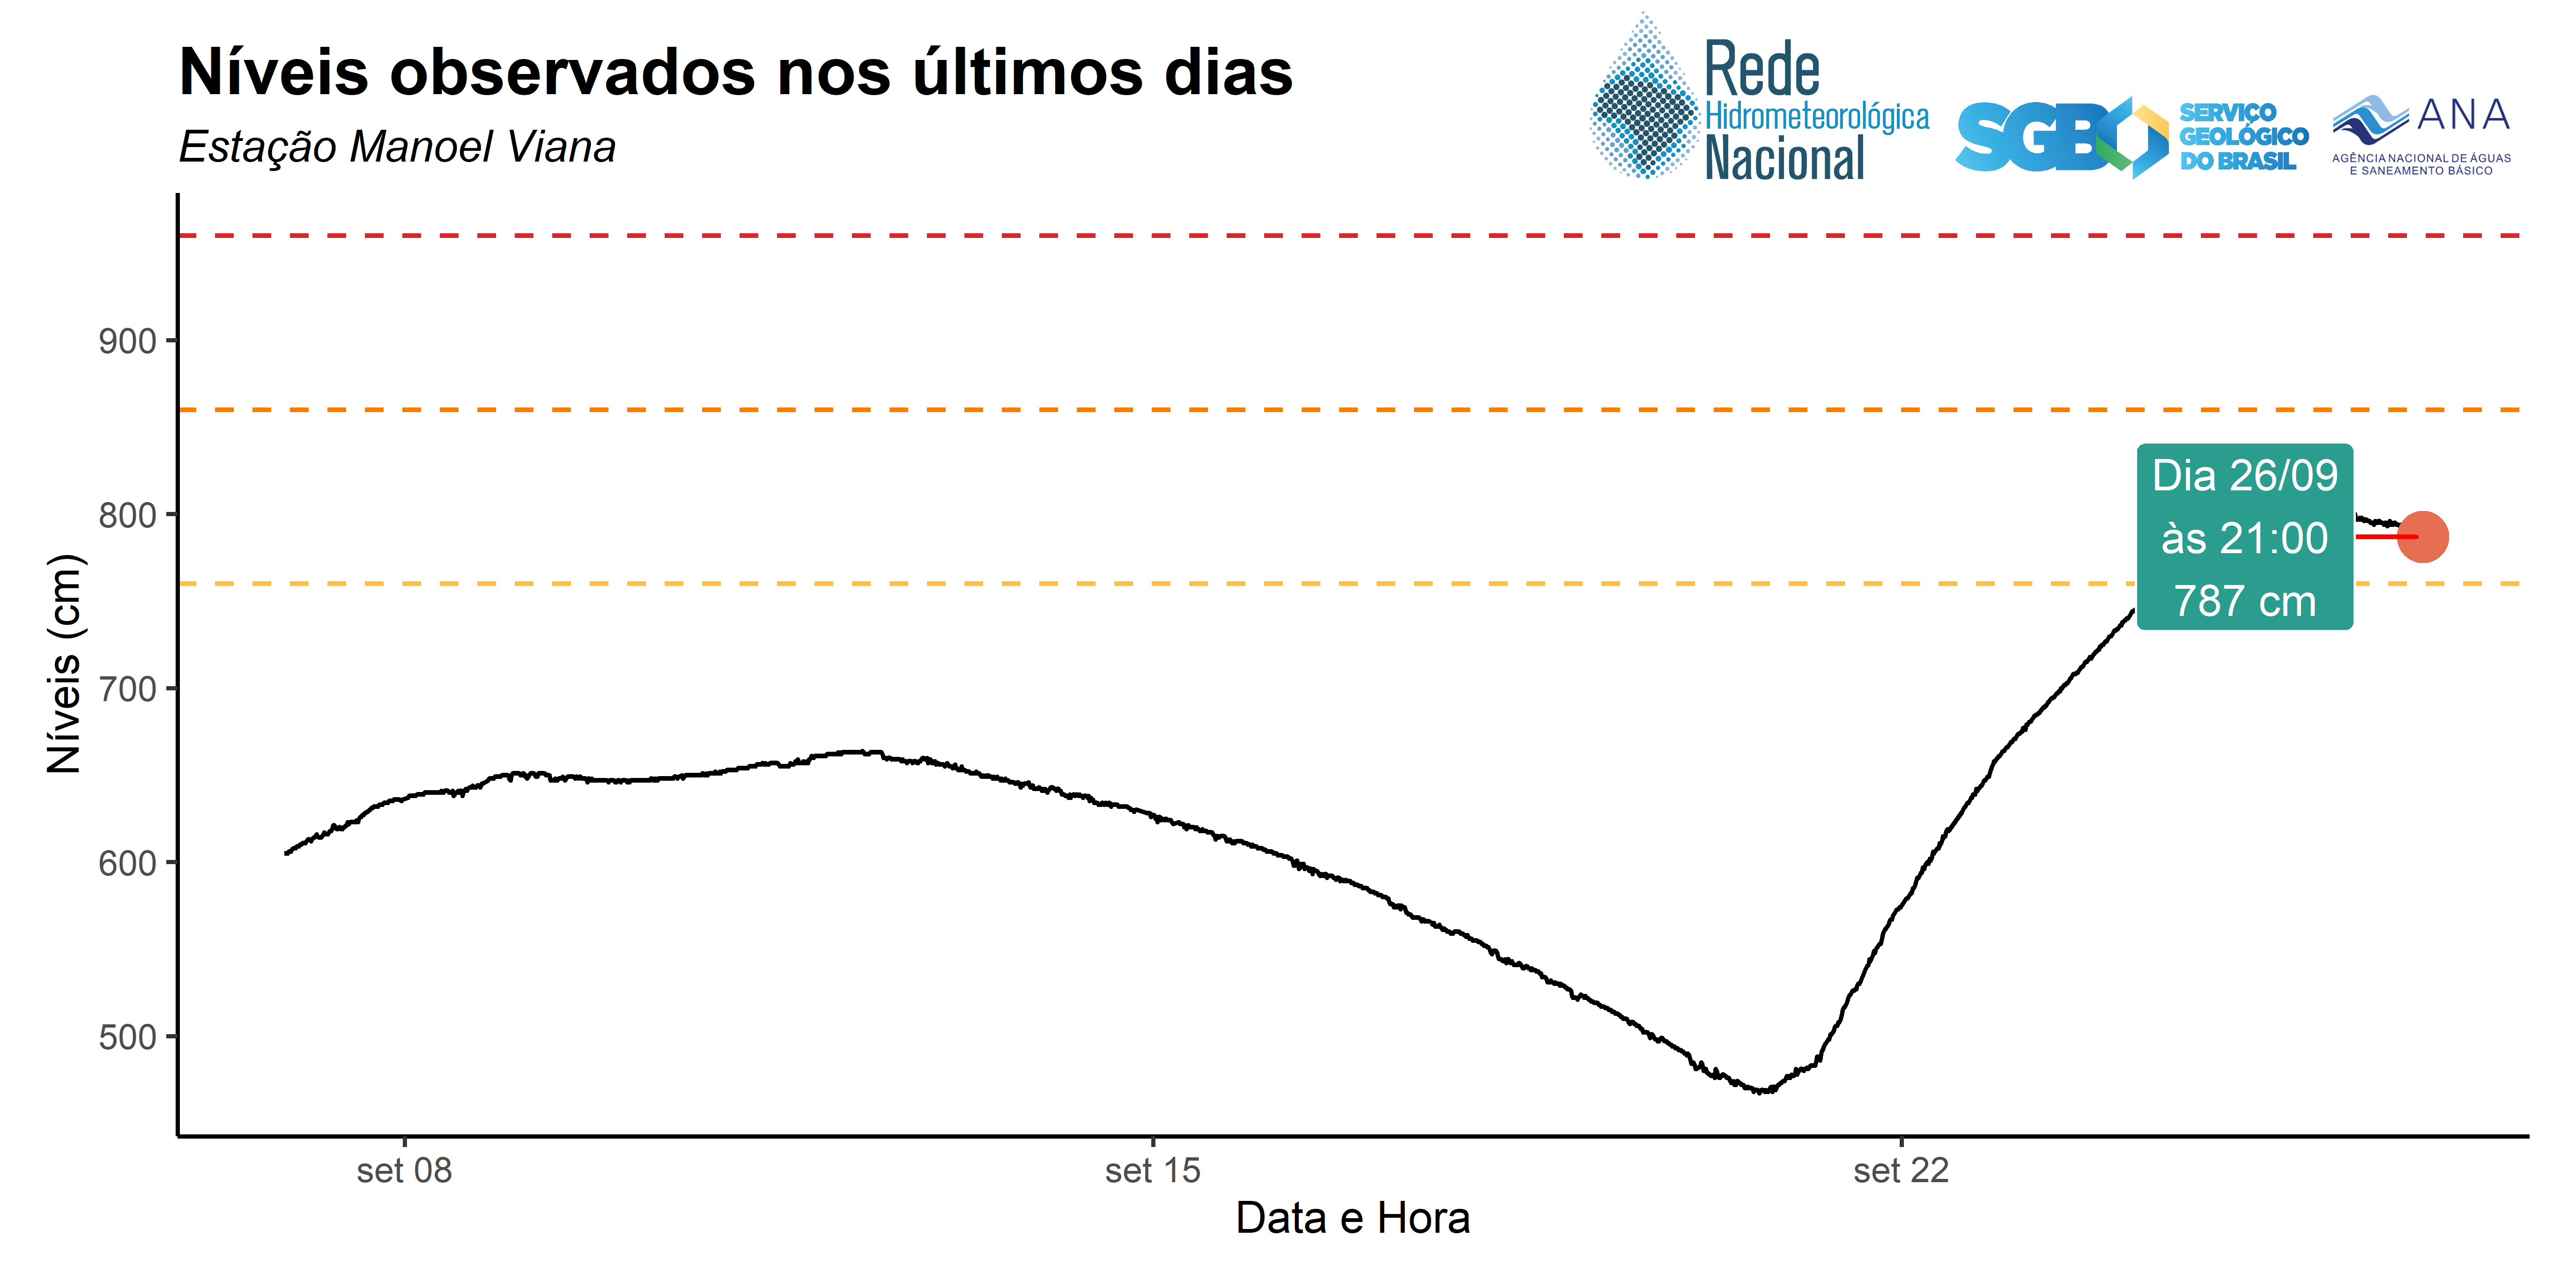 Níveis observados nos últimos dias
Estação Manoel Viana
Rede
Hidrometeorológica
Nacional
SGB
SERVIÇO
GEOLÓGICO
DO BRASIL
ANA
AGÊNCIA NACIONAL DE ÁGUAS
E SANEAMENTO BÁSICO
Níveis (cm)
900
800
700
600
500
Dia 26/09
às 21:00
787 cm
set 08
set 15
set 22
Data e Hora